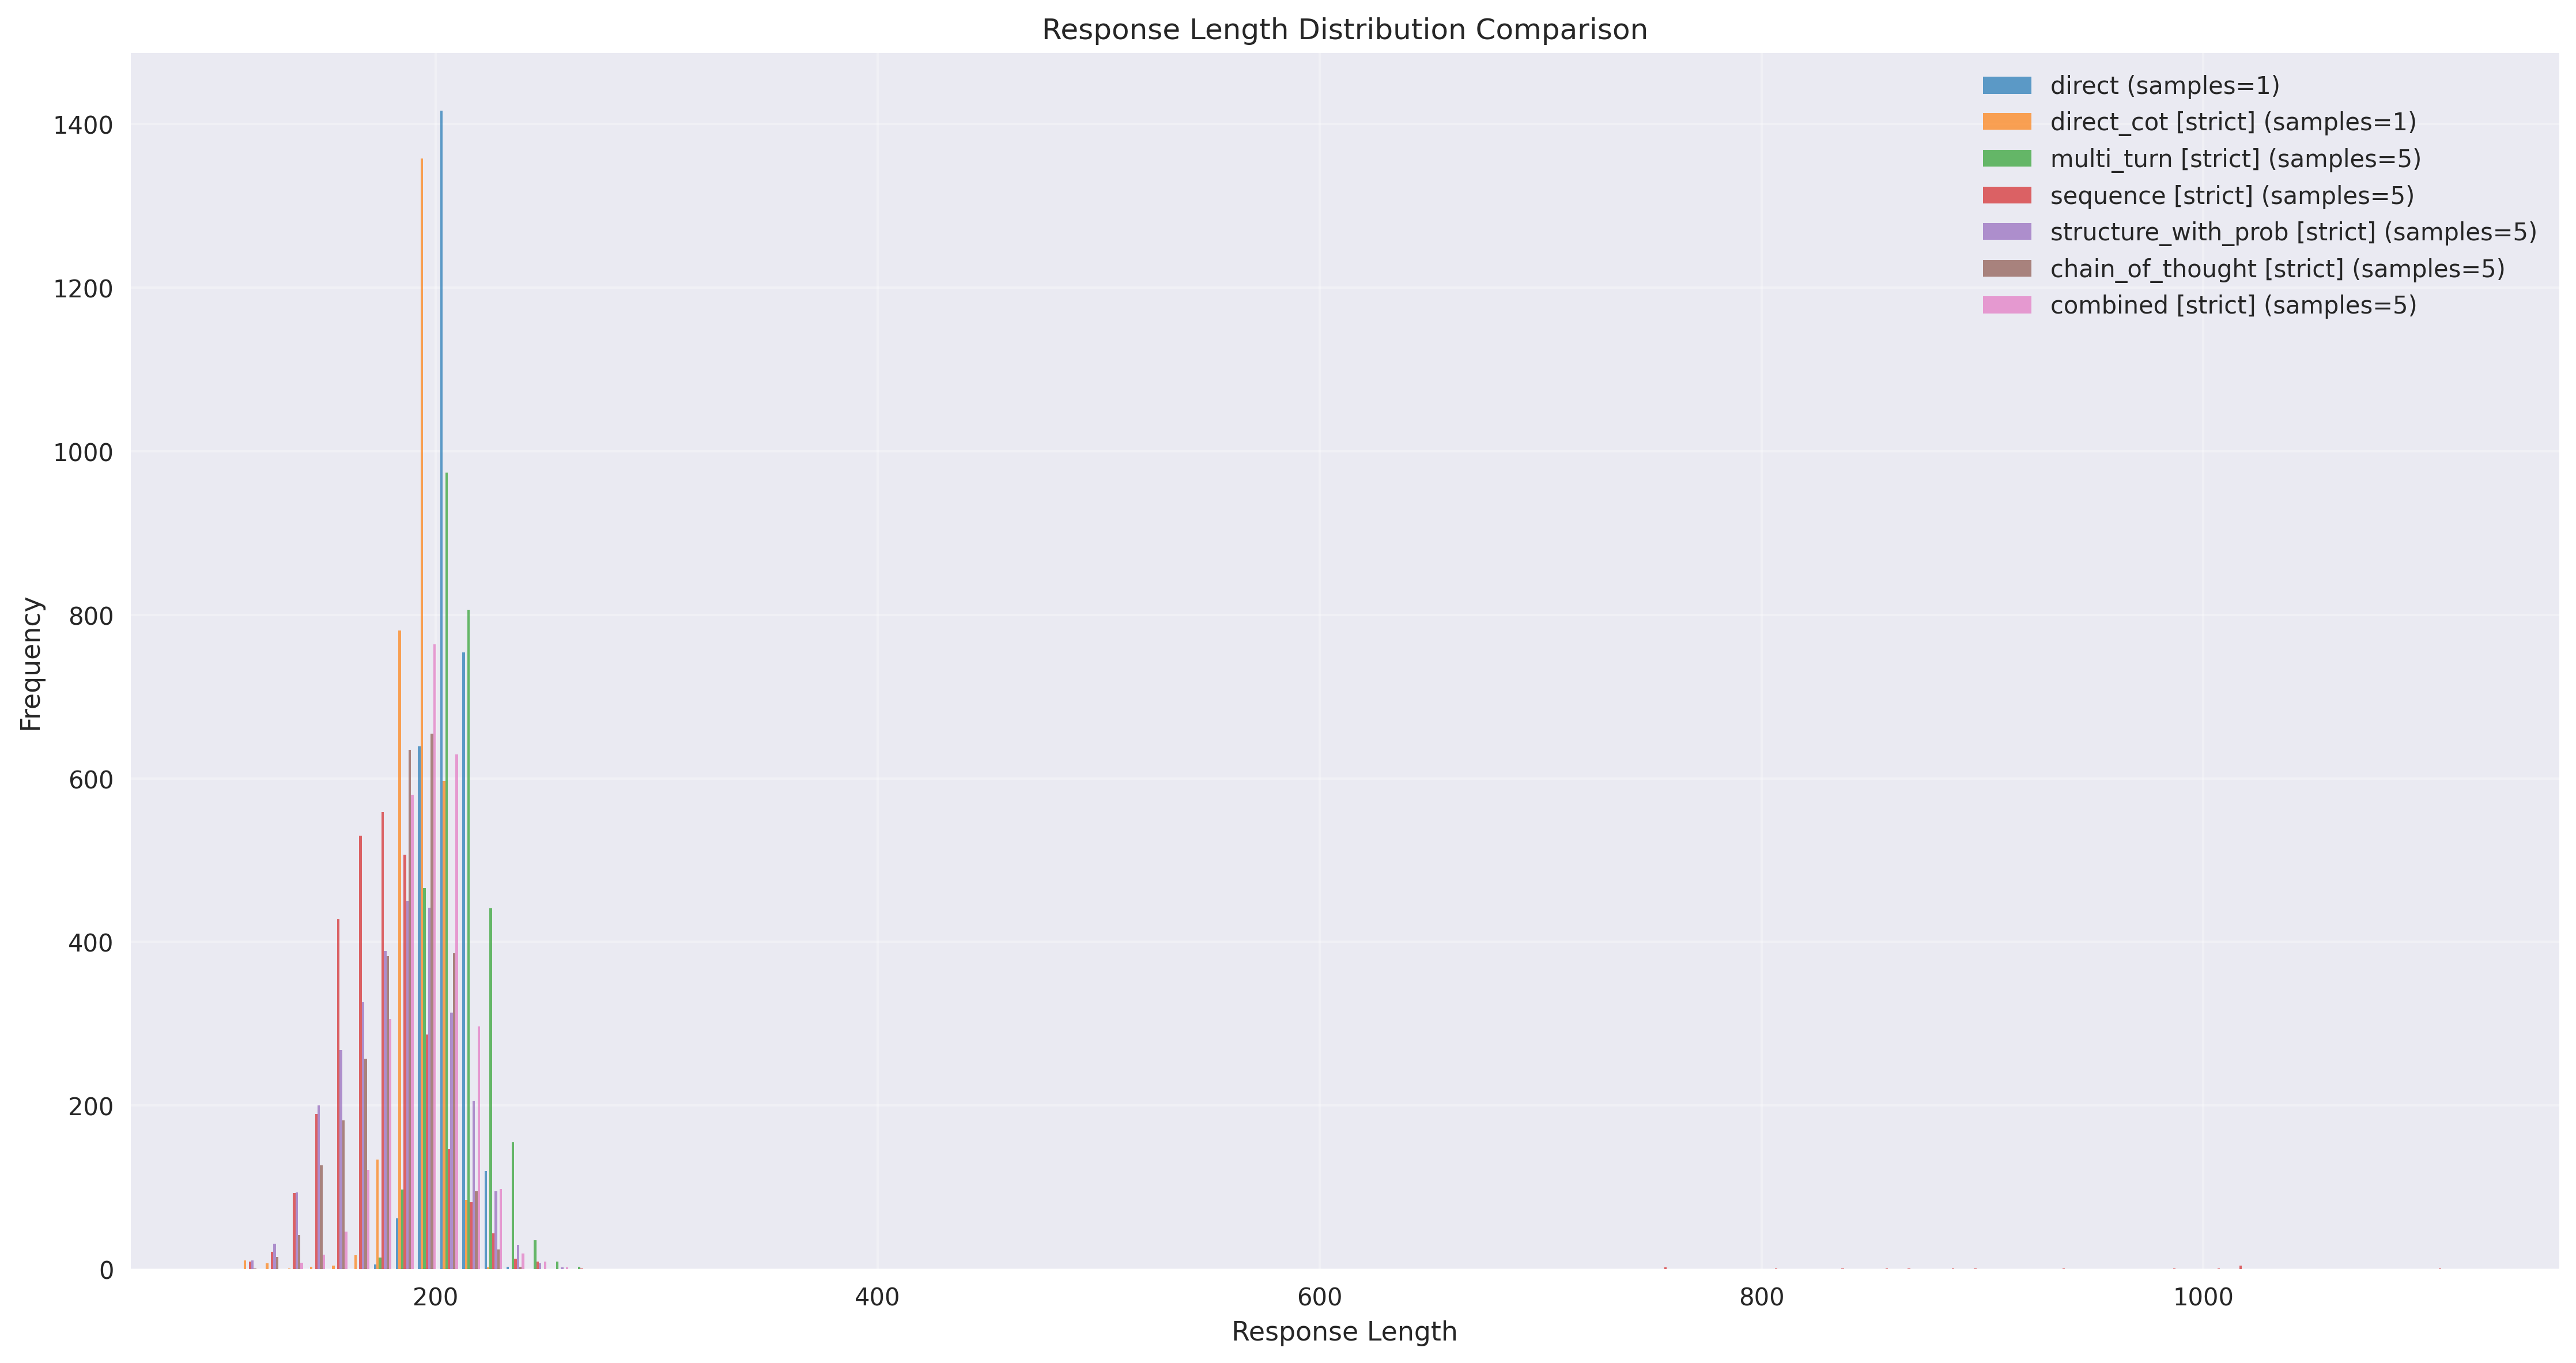 Response Length Distribution Comparison
direct (samples=1)
direct_cot [strict] (samples=1)
multi_turn [strict] (samples=5)
sequence [strict] (samples=5)
structure_with_prob [strict] (samples=5)
chain_of_thought [strict] (samples=5)
combined [strict] (samples=5)
Frequency
1400
1200
1000
800
600
400
200
0
200 400 600 800 1000
Response Length